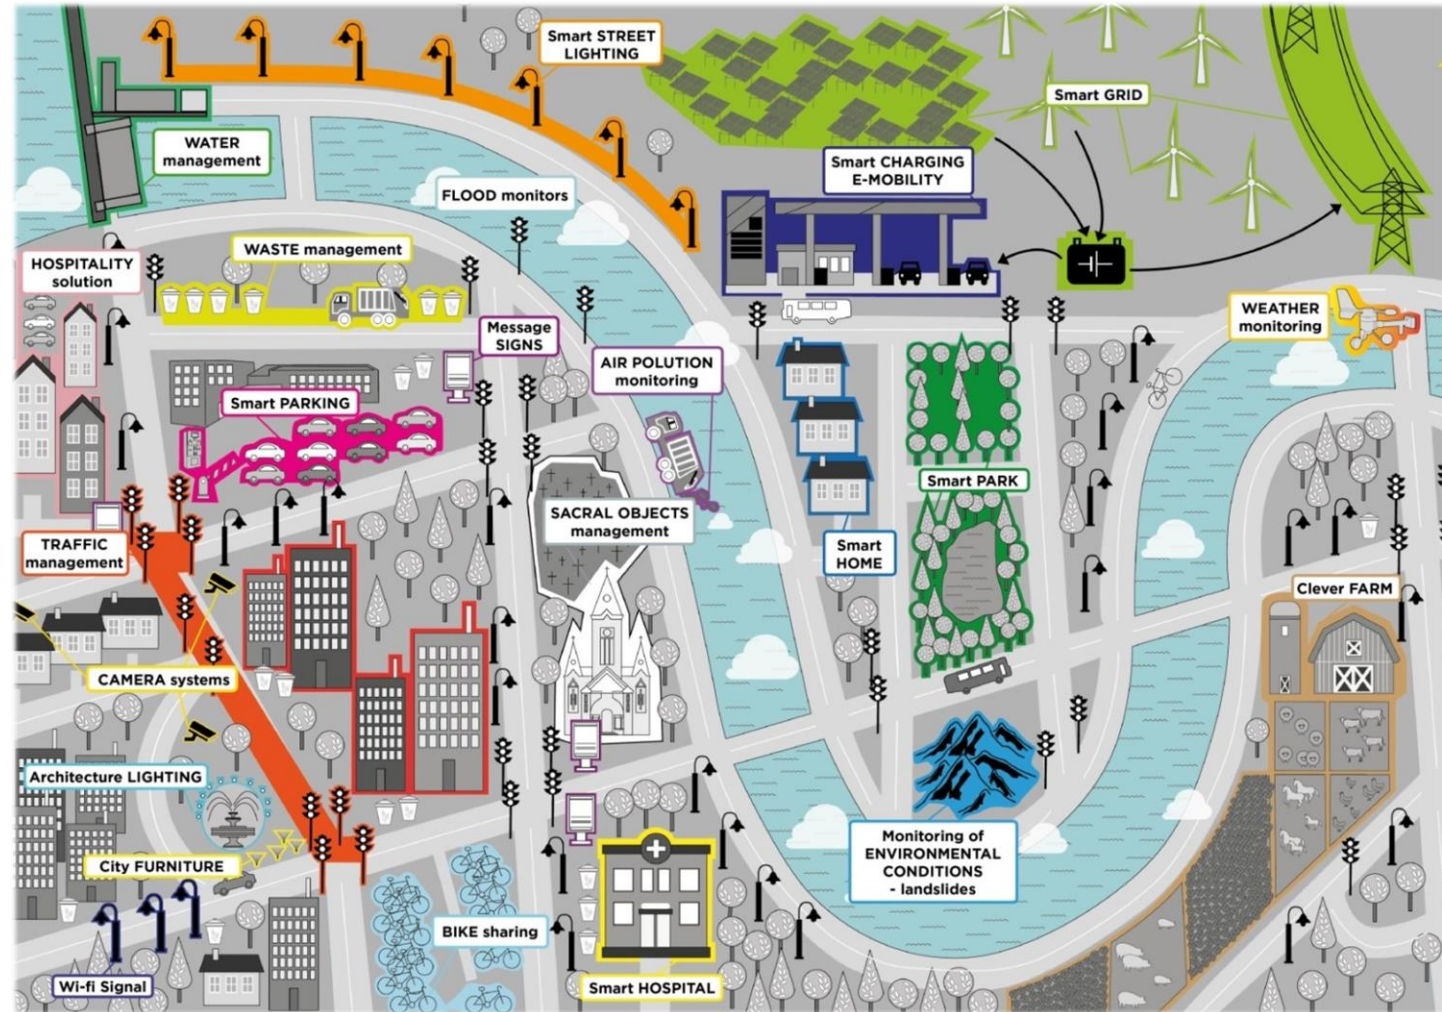 Smart STREET
LIGHTING
Smart GRID
WATER
management
Smart CHARGING
E-MOBILITY
FLOOD monitors
WASTE management
HOSPITALITY
solution
WEATHER
monitoring
Message
SIGNS
AIR POLUTION
monitoring
Smart PARKING
Smart PARK
SACRAL OBJECTS
management
TRAFFIC
management
Smart
HOME
Clever FARM
CAMERA systems
Architecture LIGHTING
Monitoring of
ENVIRONMENTAL
CONDITIONS
- landslides
City FURNITURE
BIKE sharing
Wi-fi Signal
Smart HOSPITAL